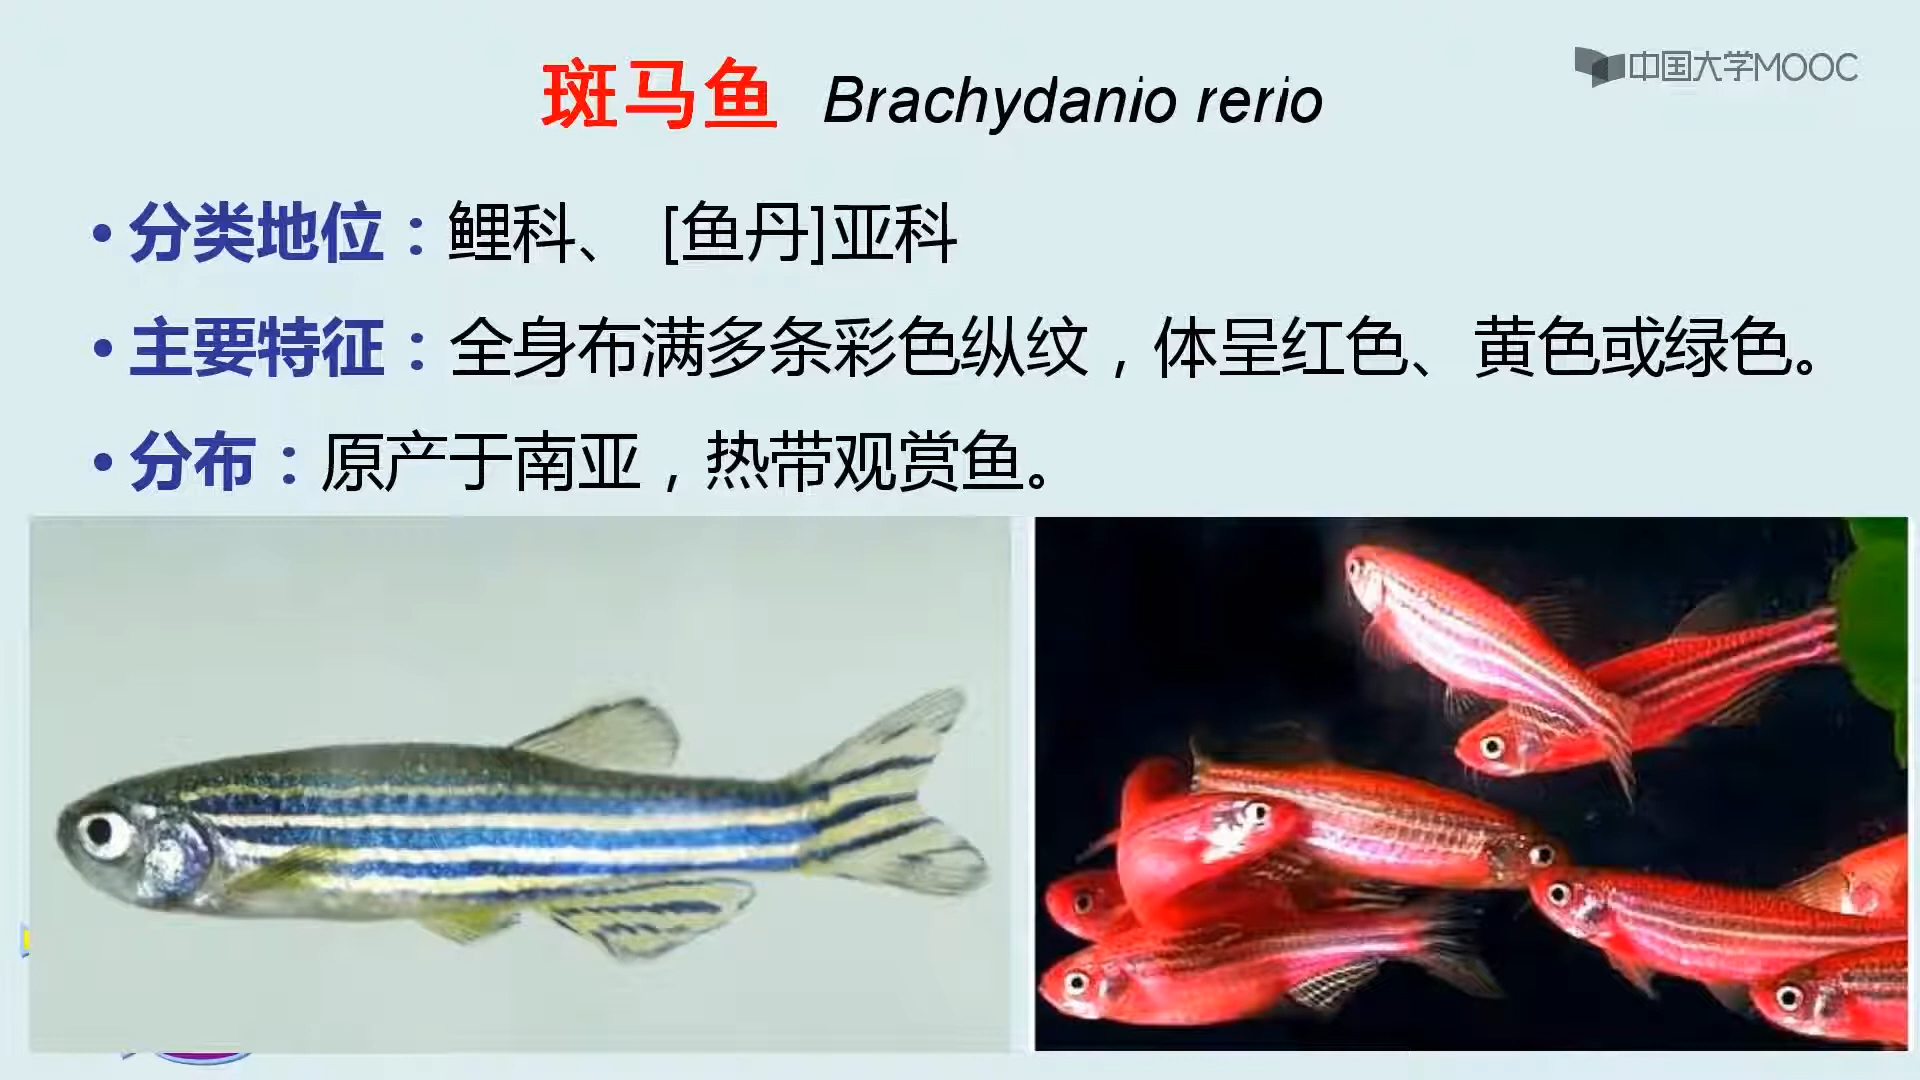 斑马鱼 Brachydanio rerio
中国大学MOOC
• 分类地位：鲤科、 [鱼丹]亚科
• 主要特征：全身布满多条彩色纵纹，体呈红色、黄色或绿色。
• 分布：原产于南亚，热带观赏鱼。